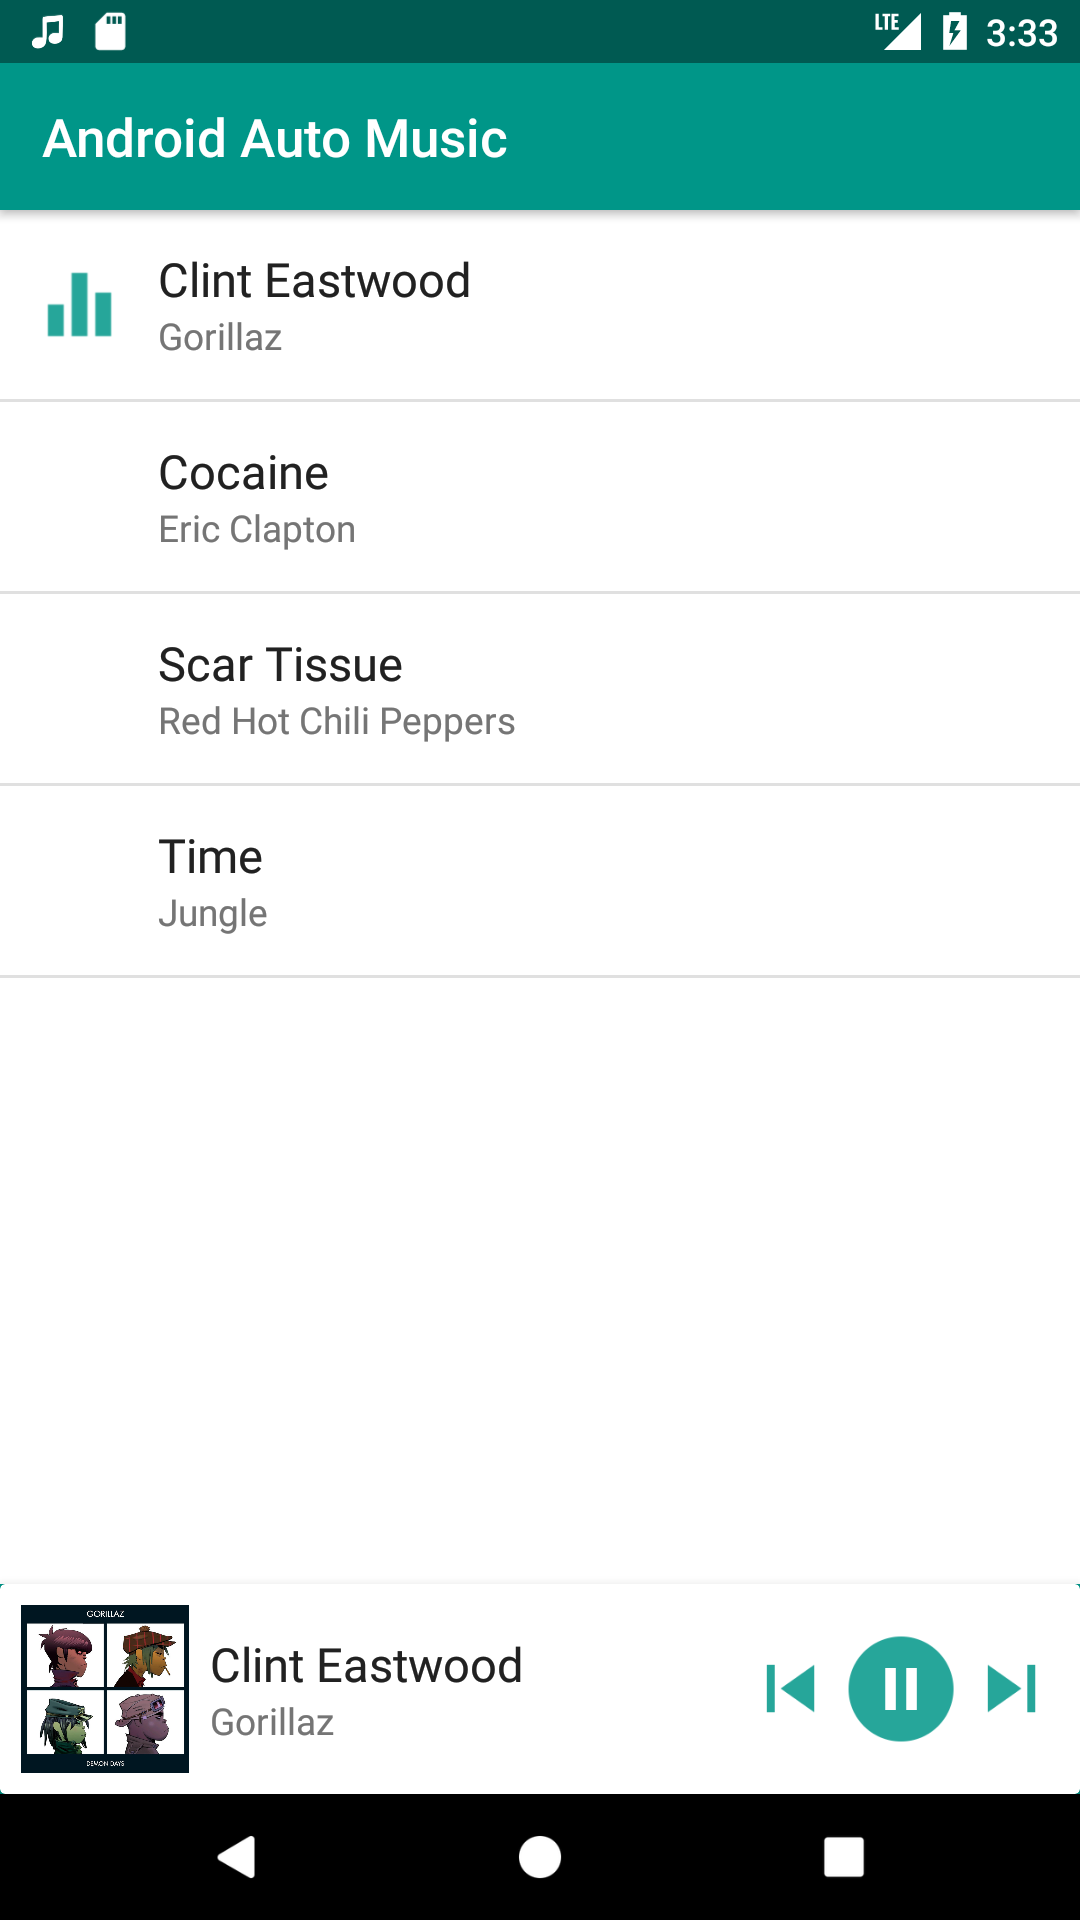 LTE 3:33
Android Auto Music
Clint Eastwood
Gorillaz
Cocaine
Eric Clapton
Scar Tissue
Red Hot Chili Peppers
Time
Jungle
GORILLAZ
DEMON DAYS
Clint Eastwood
Gorillaz